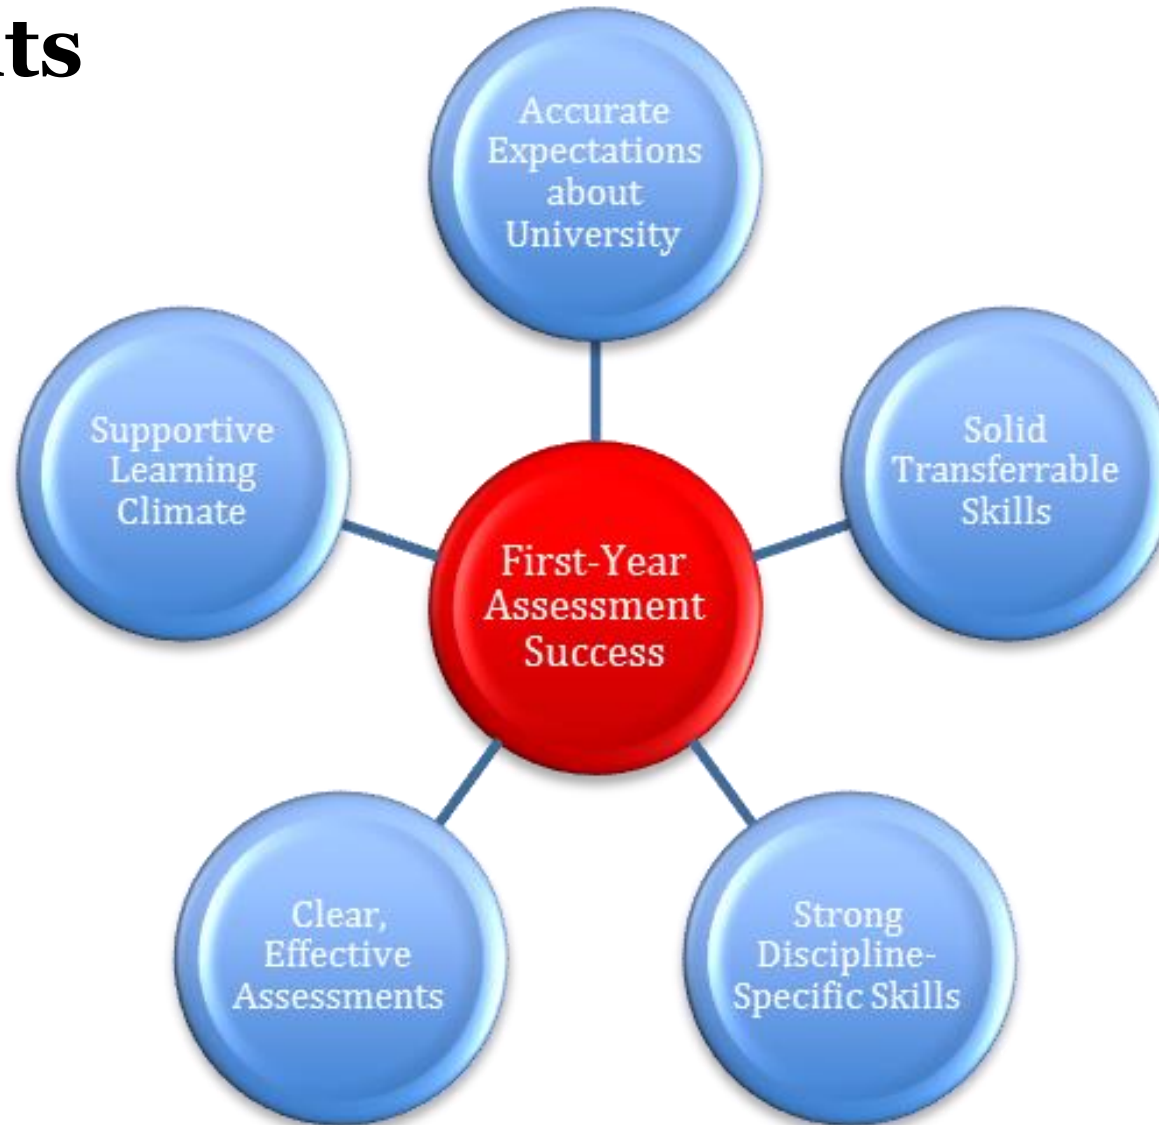 Accurate
Expectations
about
University
Supportive
Learning
Climate
Solid
Transferrable
Skills
First-Year
Assessment
Success
Clear,
Effective
Assessments
Strong
Discipline-
Specific Skills